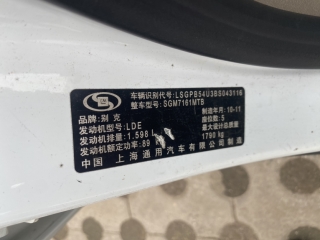 车辆识别代号：LSGPB54U3BS043116
整车型号：SGM7161MTB
品牌：别克
制造年月：10-11
发动机型号：LDE
座位数：5
发动机排量：1.598 L
最大设计总质量
发动机额定功率：89
1790 kg
中国 上海通用汽车有限公司 制造